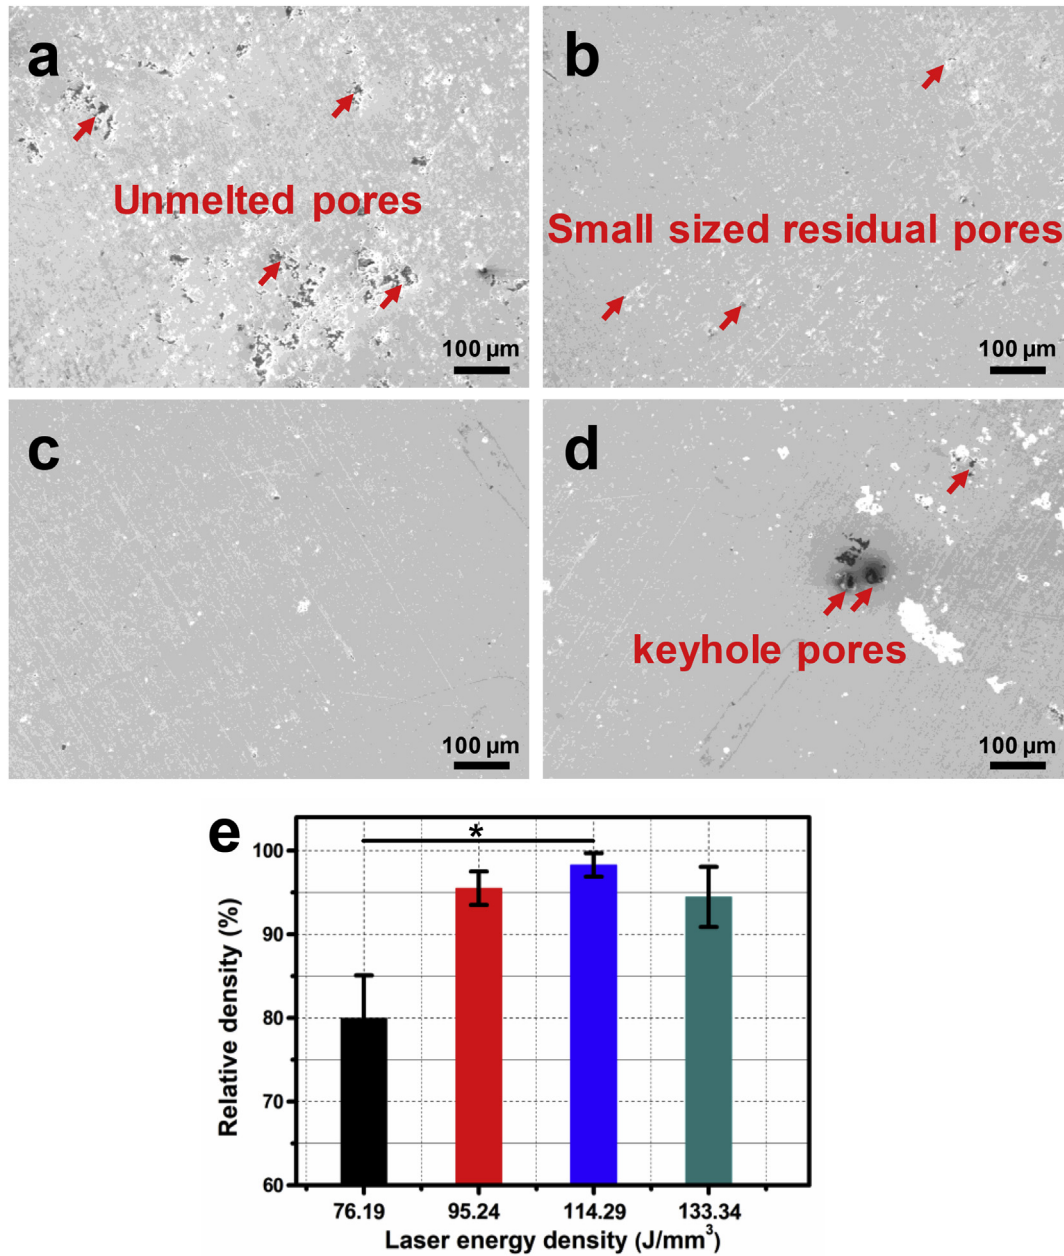 a
Unmelted pores
100 μm
b
Small sized residual pores
100 μm
c
100 μm
d
keyhole pores
100 μm
e
*
100
90
80
70
60
Relative density (%)
76.19 95.24 114.29 133.34
Laser energy density (J/mm³)